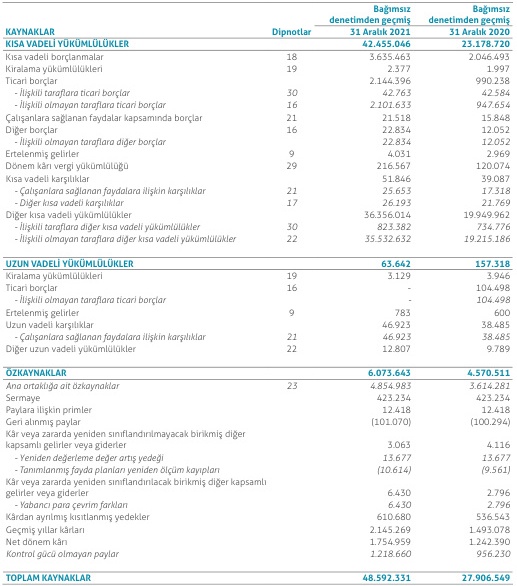 Bağımsız Bağımsız
denetimden geçmiş denetimden geçmiş
KAYNAKLAR Dipnotlar 31 Aralık 2021 31 Aralık 2020
KISA VADELİ YÜKÜMLÜLÜKLER 42.455.046 23.178.720
Kısa vadeli borçlanmalar 18 3.635.463 2.046.493
Kiralama yükümlülükleri 19 2.377 1.997
Ticari borçlar 2.144.396 990.238
- İlişkili taraflara ticari borçlar 30 42.763 42.584
- İlişkili olmayan taraflara ticari borçlar 16 2.101.633 947.654
Çalışanlara sağlanan faydalar kapsamında borçlar 21 21.518 15.848
Diğer borçlar 16 22.834 12.052
- İlişkili olmayan taraflara diğer borçlar 22.834 12.052
Ertelenmiş gelirler 9 4.031 2.969
Dönem kârı vergi yükümlülüğü 29 216.567 120.074
Kısa vadeli karşılıklar 51.846 39.087
- Çalışanlara sağlanan faydalara ilişkin karşılıklar 21 25.653 17.318
- Diğer kısa vadeli karşılıklar 17 26.193 21.769
Diğer kısa vadeli yükümlülükler 36.356.014 19.949.962
- İlişkili taraflara diğer kısa vadeli yükümlülükler 30 823.382 734.776
- İlişkili olmayan taraflara diğer kısa vadeli yükümlülükler 22 35.532.632 19.215.186
UZUN VADELİ YÜKÜMLÜLÜKLER 63.642 157.318
Kiralama yükümlülükleri 19 3.129 3.946
Ticari borçlar 16 - 104.498
- İlişkili olmayan taraflara ticari borçlar - 104.498
Ertelenmiş gelirler 9 783 600
Uzun vadeli karşılıklar 46.923 38.485
- Çalışanlara sağlanan faydalara ilişkin karşılıklar 21 46.923 38.485
Diğer uzun vadeli yükümlülükler 22 12.807 9.789
ÖZKAYNAKLAR 6.073.643 4.570.511
Ana ortaklığa ait özkaynaklar 23 4.854.983 3.614.281
Sermaye 423.234 423.234
Paylara ilişkin primler 12.418 12.418
Geri alınmış paylar (101.070) (100.294)
Kâr veya zararda yeniden sınıflandırılmayacak birikmiş diğer
kapsamlı gelirler veya giderler 3.063 4.116
- Yeniden değerleme değer artış yedeği 13.677 13.677
- Tanımlanmış fayda planları yeniden ölçüm kayıpları (10.614) (9.561)
Kâr veya zararda yeniden sınıflandırılacak birikmiş diğer kapsamlı
gelirler veya giderler 6.430 2.796
- Yabancı para çevrim farkları 6.430 2.796
Kârdan ayrılmış kısıtlanmış yedekler 610.680 536.543
Geçmiş yıllar kârları 2.145.269 1.493.078
Net dönem kârı 1.754.959 1.242.390
Kontrol gücü olmayan paylar 1.218.660 956.230
TOPLAM KAYNAKLAR 48.592.331 27.906.549